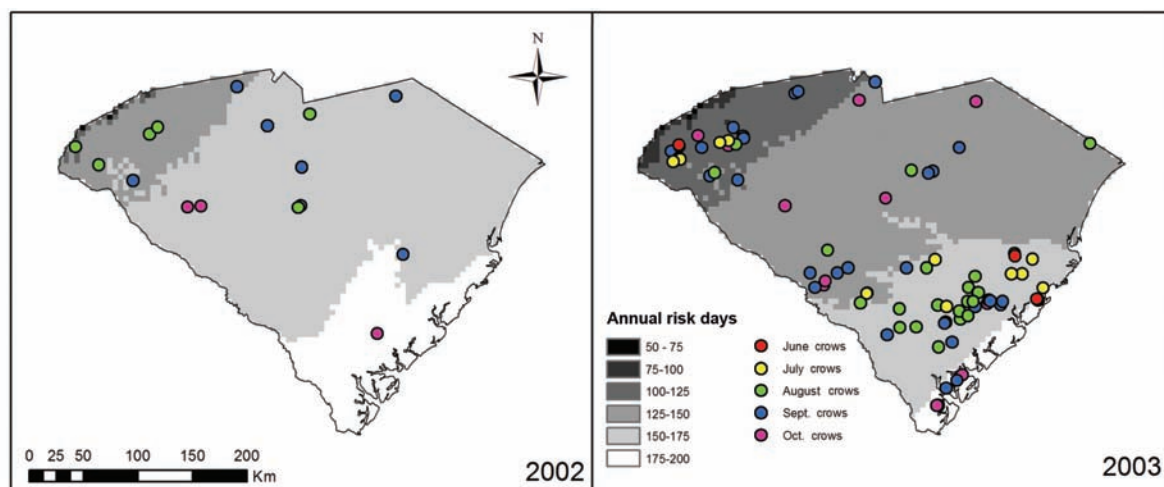 N
0 25 50 100 150 200
Km
2002
Annual risk days
50 - 75
75-100
100-125
125-150
150-175
175-200
June crows
July crows
August crows
Sept. crows
Oct. crows
2003